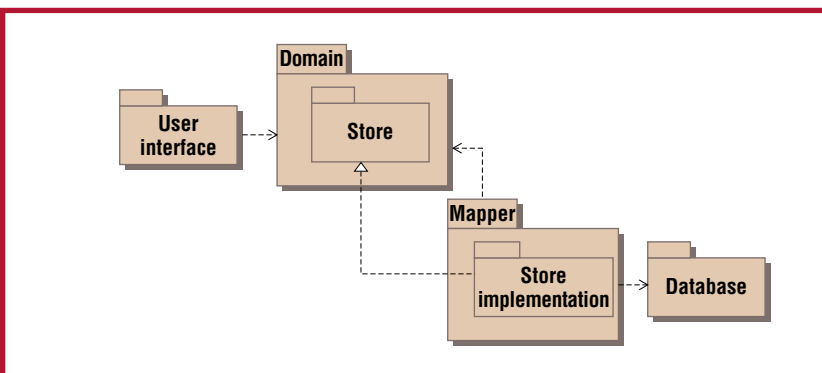 Domain
User
interface
Store
Mapper
Store
implementation
Database